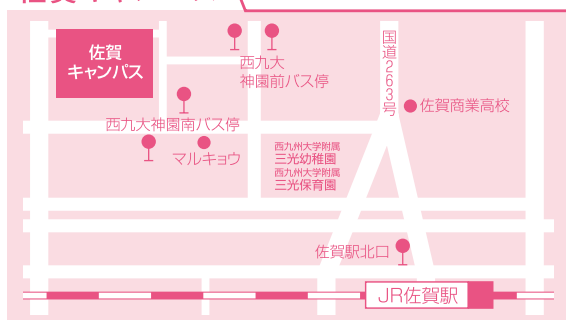 佐賀
キャンパス
西九大
神園前バス停
国道263号
佐賀商業高校
西九大神園南バス停
マルキョウ
西九州大学附属
三光幼稚園
西九州大学附属
三光保育園
佐賀駅北口
JR佐賀駅